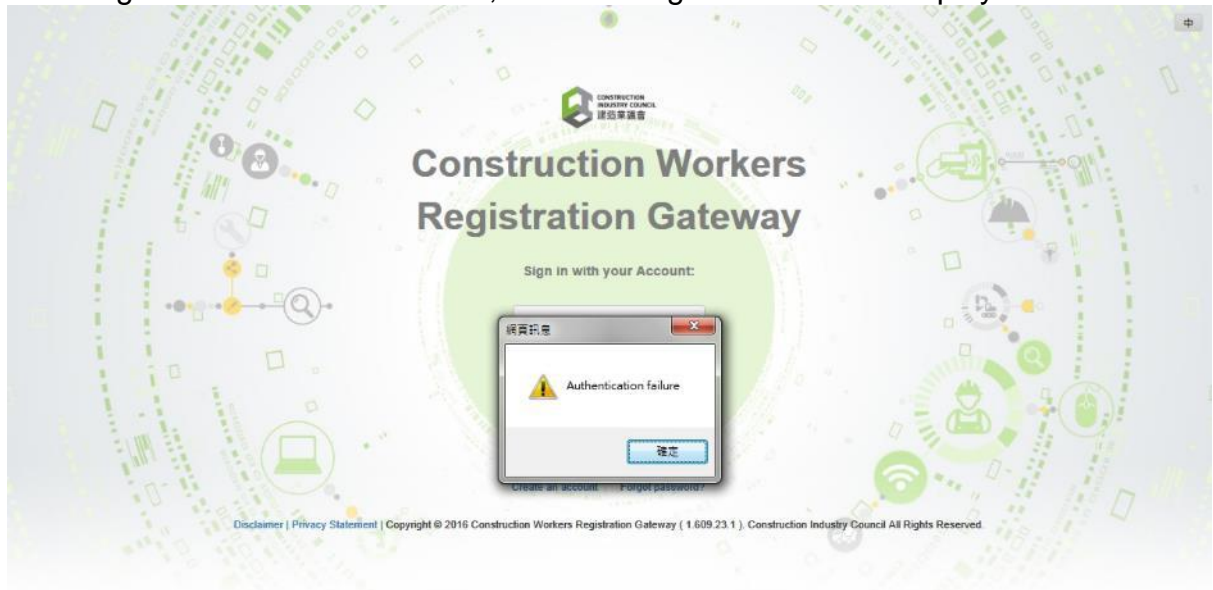 中
CONSTRUCTION
INDUSTRY COUNCIL
建造業議會
Construction Workers
Registration Gateway
Sign in with your Account:
網頁訊息
Authentication failure
確定
Create an account Forgot password?
Disclaimer | Privacy Statement | Copyright © 2016 Construction Workers Registration Gateway ( 1.609.23.1 ). Construction Industry Council All Rights Reserved.